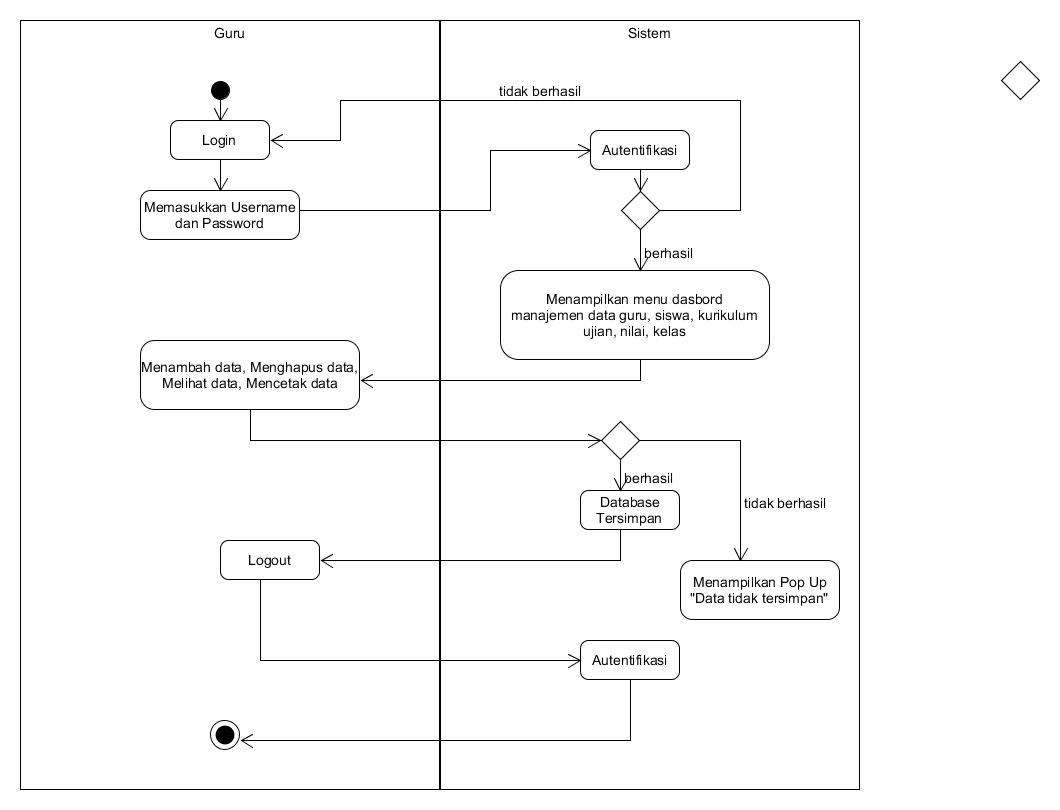 Guru
Sistem
tidak berhasil
Login
Autentifikasi
Memasukkan Username
dan Password
berhasil
Menampilkan menu dasbord
manajemen data guru, siswa, kurikulum
ujian, nilai, kelas
Menambah data, Menghapus data,
Melihat data, Mencetak data
berhasil
tidak berhasil
Database
Tersimpan
Logout
Menampilkan Pop Up
"Data tidak tersimpan"
Autentifikasi